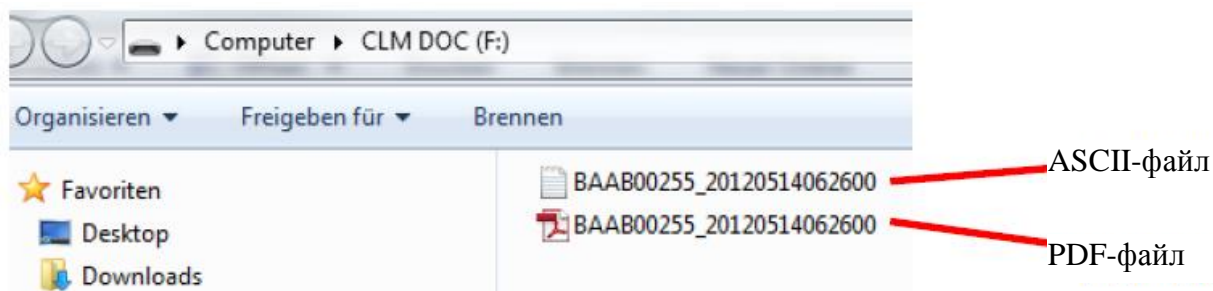 Computer CLM DOC (F:)
Organisieren Freigeben für Brennen
Favoriten
Desktop
Downloads
BAAB00255_20120514062600
BAAB00255_20120514062600
ASCII-файл
PDF-файл